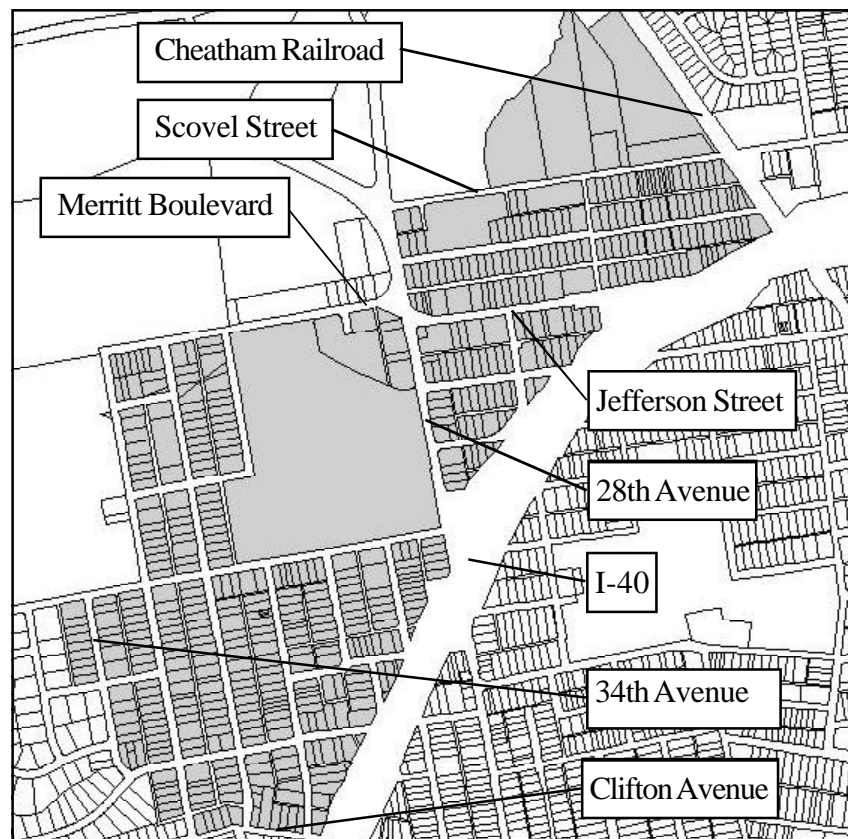 Cheatham Railroad
Scovel Street
Merritt Boulevard
Jefferson Street
28th Avenue
I-40
34th Avenue
Clifton Avenue